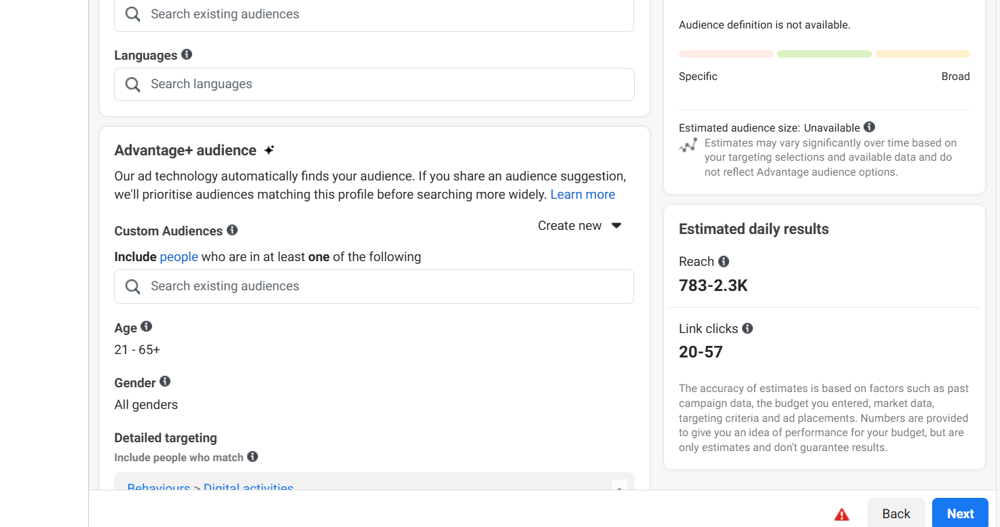 Search existing audiences
Languages
Search languages
Advantage+ audience
Our ad technology automatically finds your audience. If you share an audience suggestion,
we'll prioritise audiences matching this profile before searching more widely. Learn more
Custom Audiences
Create new
Include people who are in at least one of the following
Search existing audiences
Age
21 - 65+
Gender
All genders
Detailed targeting
Include people who match
Behaviours > Digital activities
Audience definition is not available.
Specific
Broad
Estimated audience size: Unavailable
Estimates may vary significantly over time based on
your targeting selections and available data and do
not reflect Advantage audience options.
Estimated daily results
Reach
783-2.3K
Link clicks
20-57
The accuracy of estimates is based on factors such as past
campaign data, the budget you entered, market data,
targeting criteria and ad placements. Numbers are provided
to give you an idea of performance for your budget, but are
only estimates and don't guarantee results.
Back
Next